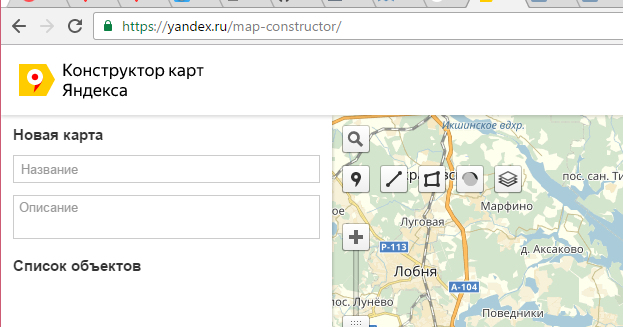 https://yandex.ru/map-constructor/
Конструктор карт
Яндекса
Новая карта
Название
Описание
Список объектов
Икшинское вдхр.
пос. сан. Ти
Марфино
Луговая
д. Аксаково
Р-113
Лобня
А-104
пос. Лунёво
Поведники